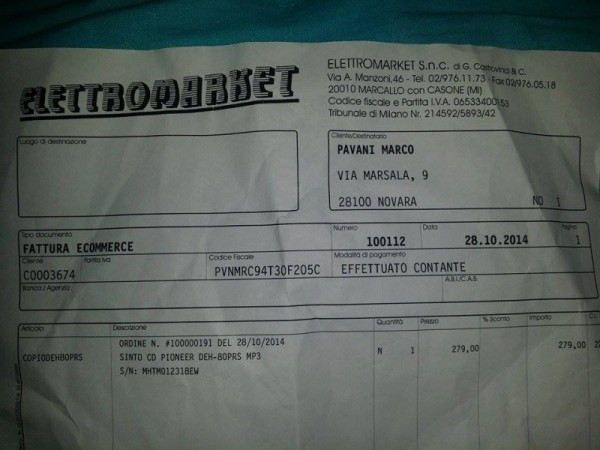 ELETTROMARKET
ELETTROMARKET S.n.c. di G. Castovina & C.
Via A. Manzoni,46 - Tel. 02/976.11.73 - Fax 02/976.05.18
20010 MARCALLO con CASONE (MI)
Codice fiscale e Partita I.V.A. 06533400153
Tribunale di Milano Nr. 214592/5893/42
Luogo di destinazione
Cliente/Destinatario
PAVANI MARCO
VIA MARSALA, 9
28100 NOVARA NO I
Tipo documento Numero Data Pagina
FATTURA ECOMMERCE 100112 28.10.2014 1
Cliente Partita Iva Codice Fiscale Modalità di pagamento
C0003674 PVNMRC94T30F205C EFFETTUATO CONTANTE
Banca / Agenzia A.B.I./C.A.B.
Articolo Descrizione Quantità Prezzo % Sconto Importo C.I.
ORDINE N. #100000191 DEL 28/10/2014
CDPIODEH80PRS SINTO CD PIONEER DEH-80PRS MP3 N 1 279,00 279,00
S/N: MHTM012318EW